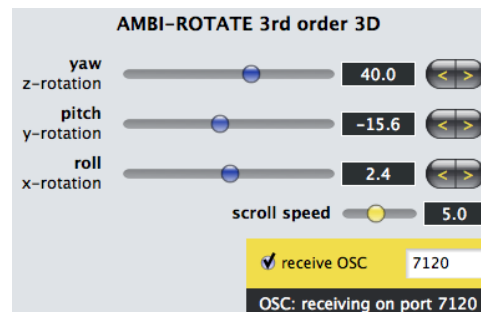 AMBI-ROTATE 3rd order 3D
yaw
z-rotation
40.0
< >
pitch
y-rotation
-15.6
< >
roll
x-rotation
2.4
< >
scroll speed
5.0
receive OSC
7120
OSC: receiving on port 7120